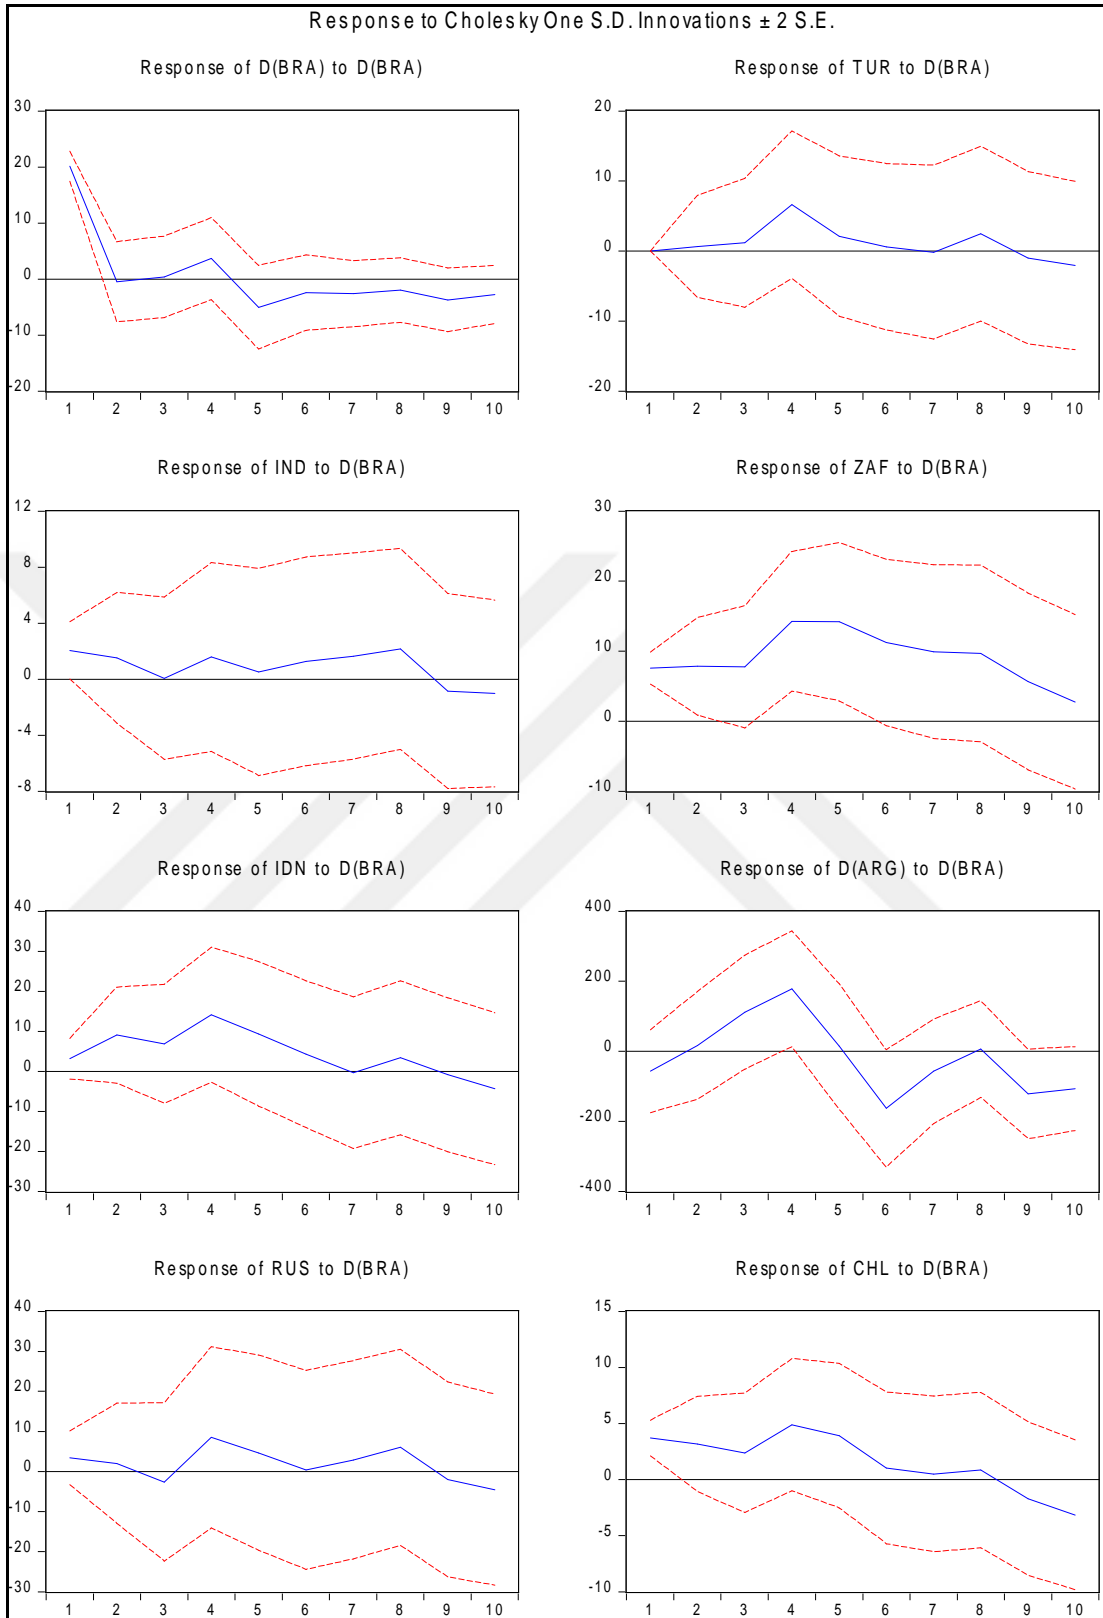 Response to Cholesky One S.D. Innovations ± 2 S.E.
Response of D(BRA) to D(BRA)
30
20
10
0
-10
-20
1 2 3 4 5 6 7 8 9 10
Response of TUR to D(BRA)
20
10
0
-10
-20
1 2 3 4 5 6 7 8 9 10
Response of IND to D(BRA)
12
8
4
0
-4
-8
1 2 3 4 5 6 7 8 9 10
Response of ZAF to D(BRA)
30
20
10
0
-10
1 2 3 4 5 6 7 8 9 10
Response of IDN to D(BRA)
40
30
20
10
0
-10
-20
-30
1 2 3 4 5 6 7 8 9 10
Response of D(ARG) to D(BRA)
400
200
0
-200
-400
1 2 3 4 5 6 7 8 9 10
Response of RUS to D(BRA)
40
30
20
10
0
-10
-20
-30
1 2 3 4 5 6 7 8 9 10
Response of CHL to D(BRA)
15
10
5
0
-5
-10
1 2 3 4 5 6 7 8 9 10